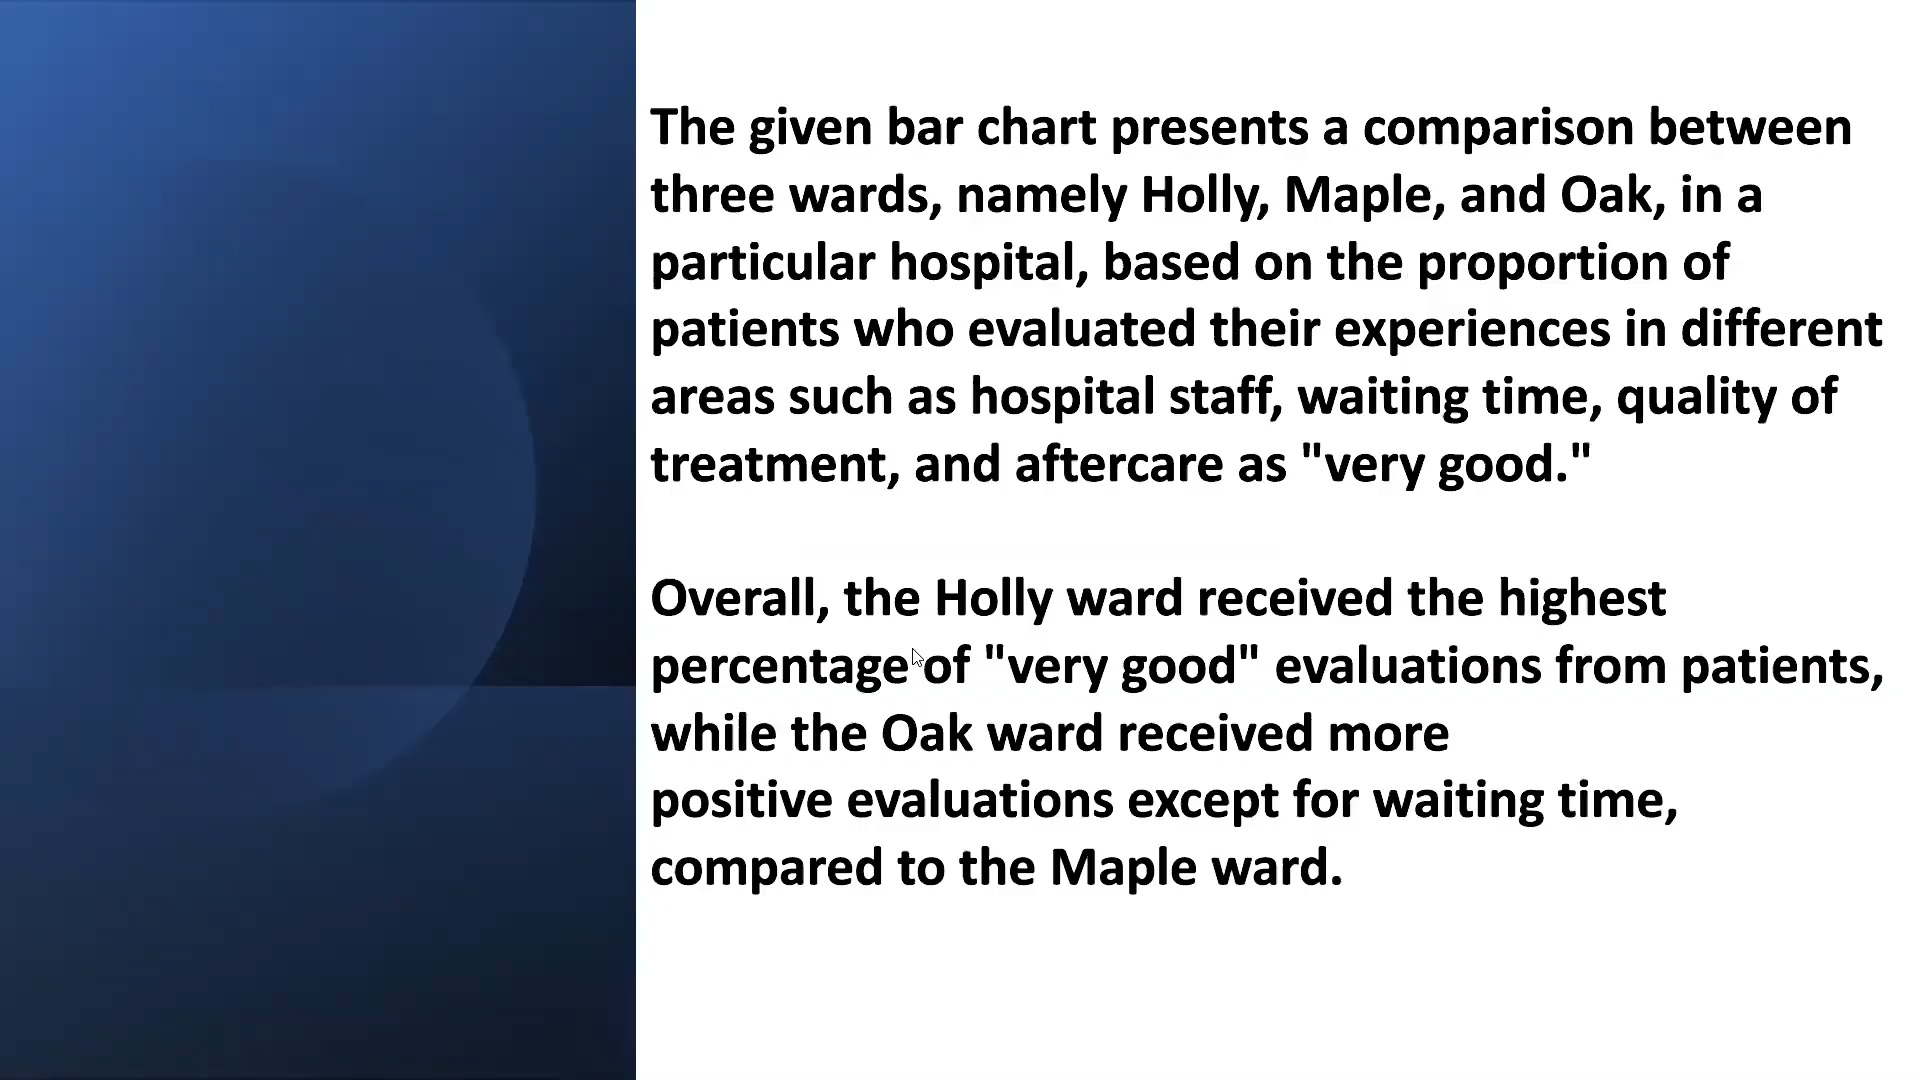 The given bar chart presents a comparison between
three wards, namely Holly, Maple, and Oak, in a
particular hospital, based on the proportion of
patients who evaluated their experiences in different
areas such as hospital staff, waiting time, quality of
treatment, and aftercare as "very good."
Overall, the Holly ward received the highest
percentage of "very good" evaluations from patients,
while the Oak ward received more
positive evaluations except for waiting time,
compared to the Maple ward.